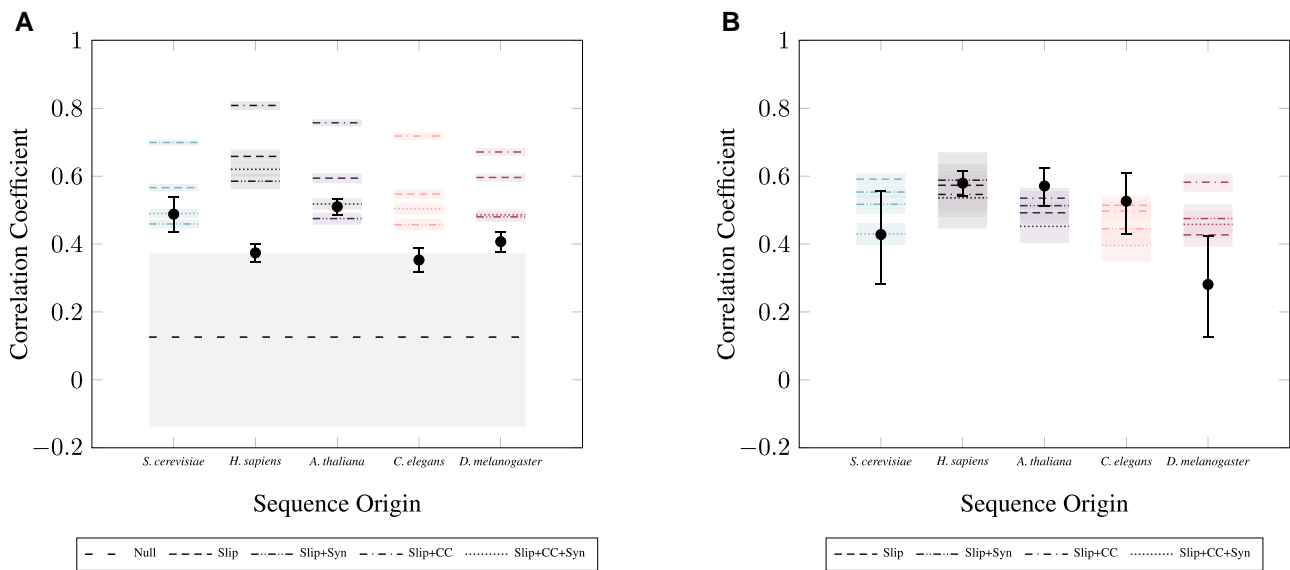 A
Correlation Coefficient
1
0.8
0.6
0.4
0.2
0
−0.2
S. cerevisiae H. sapiens A. thaliana C. elegans D. melanogaster
Sequence Origin
Null Slip Slip+Syn Slip+CC Slip+CC+Syn
B
Correlation Coefficient
1
0.8
0.6
0.4
0.2
0
−0.2
S. cerevisiae H. sapiens A. thaliana C. elegans D. melanogaster
Sequence Origin
Slip Slip+Syn Slip+CC Slip+CC+Syn